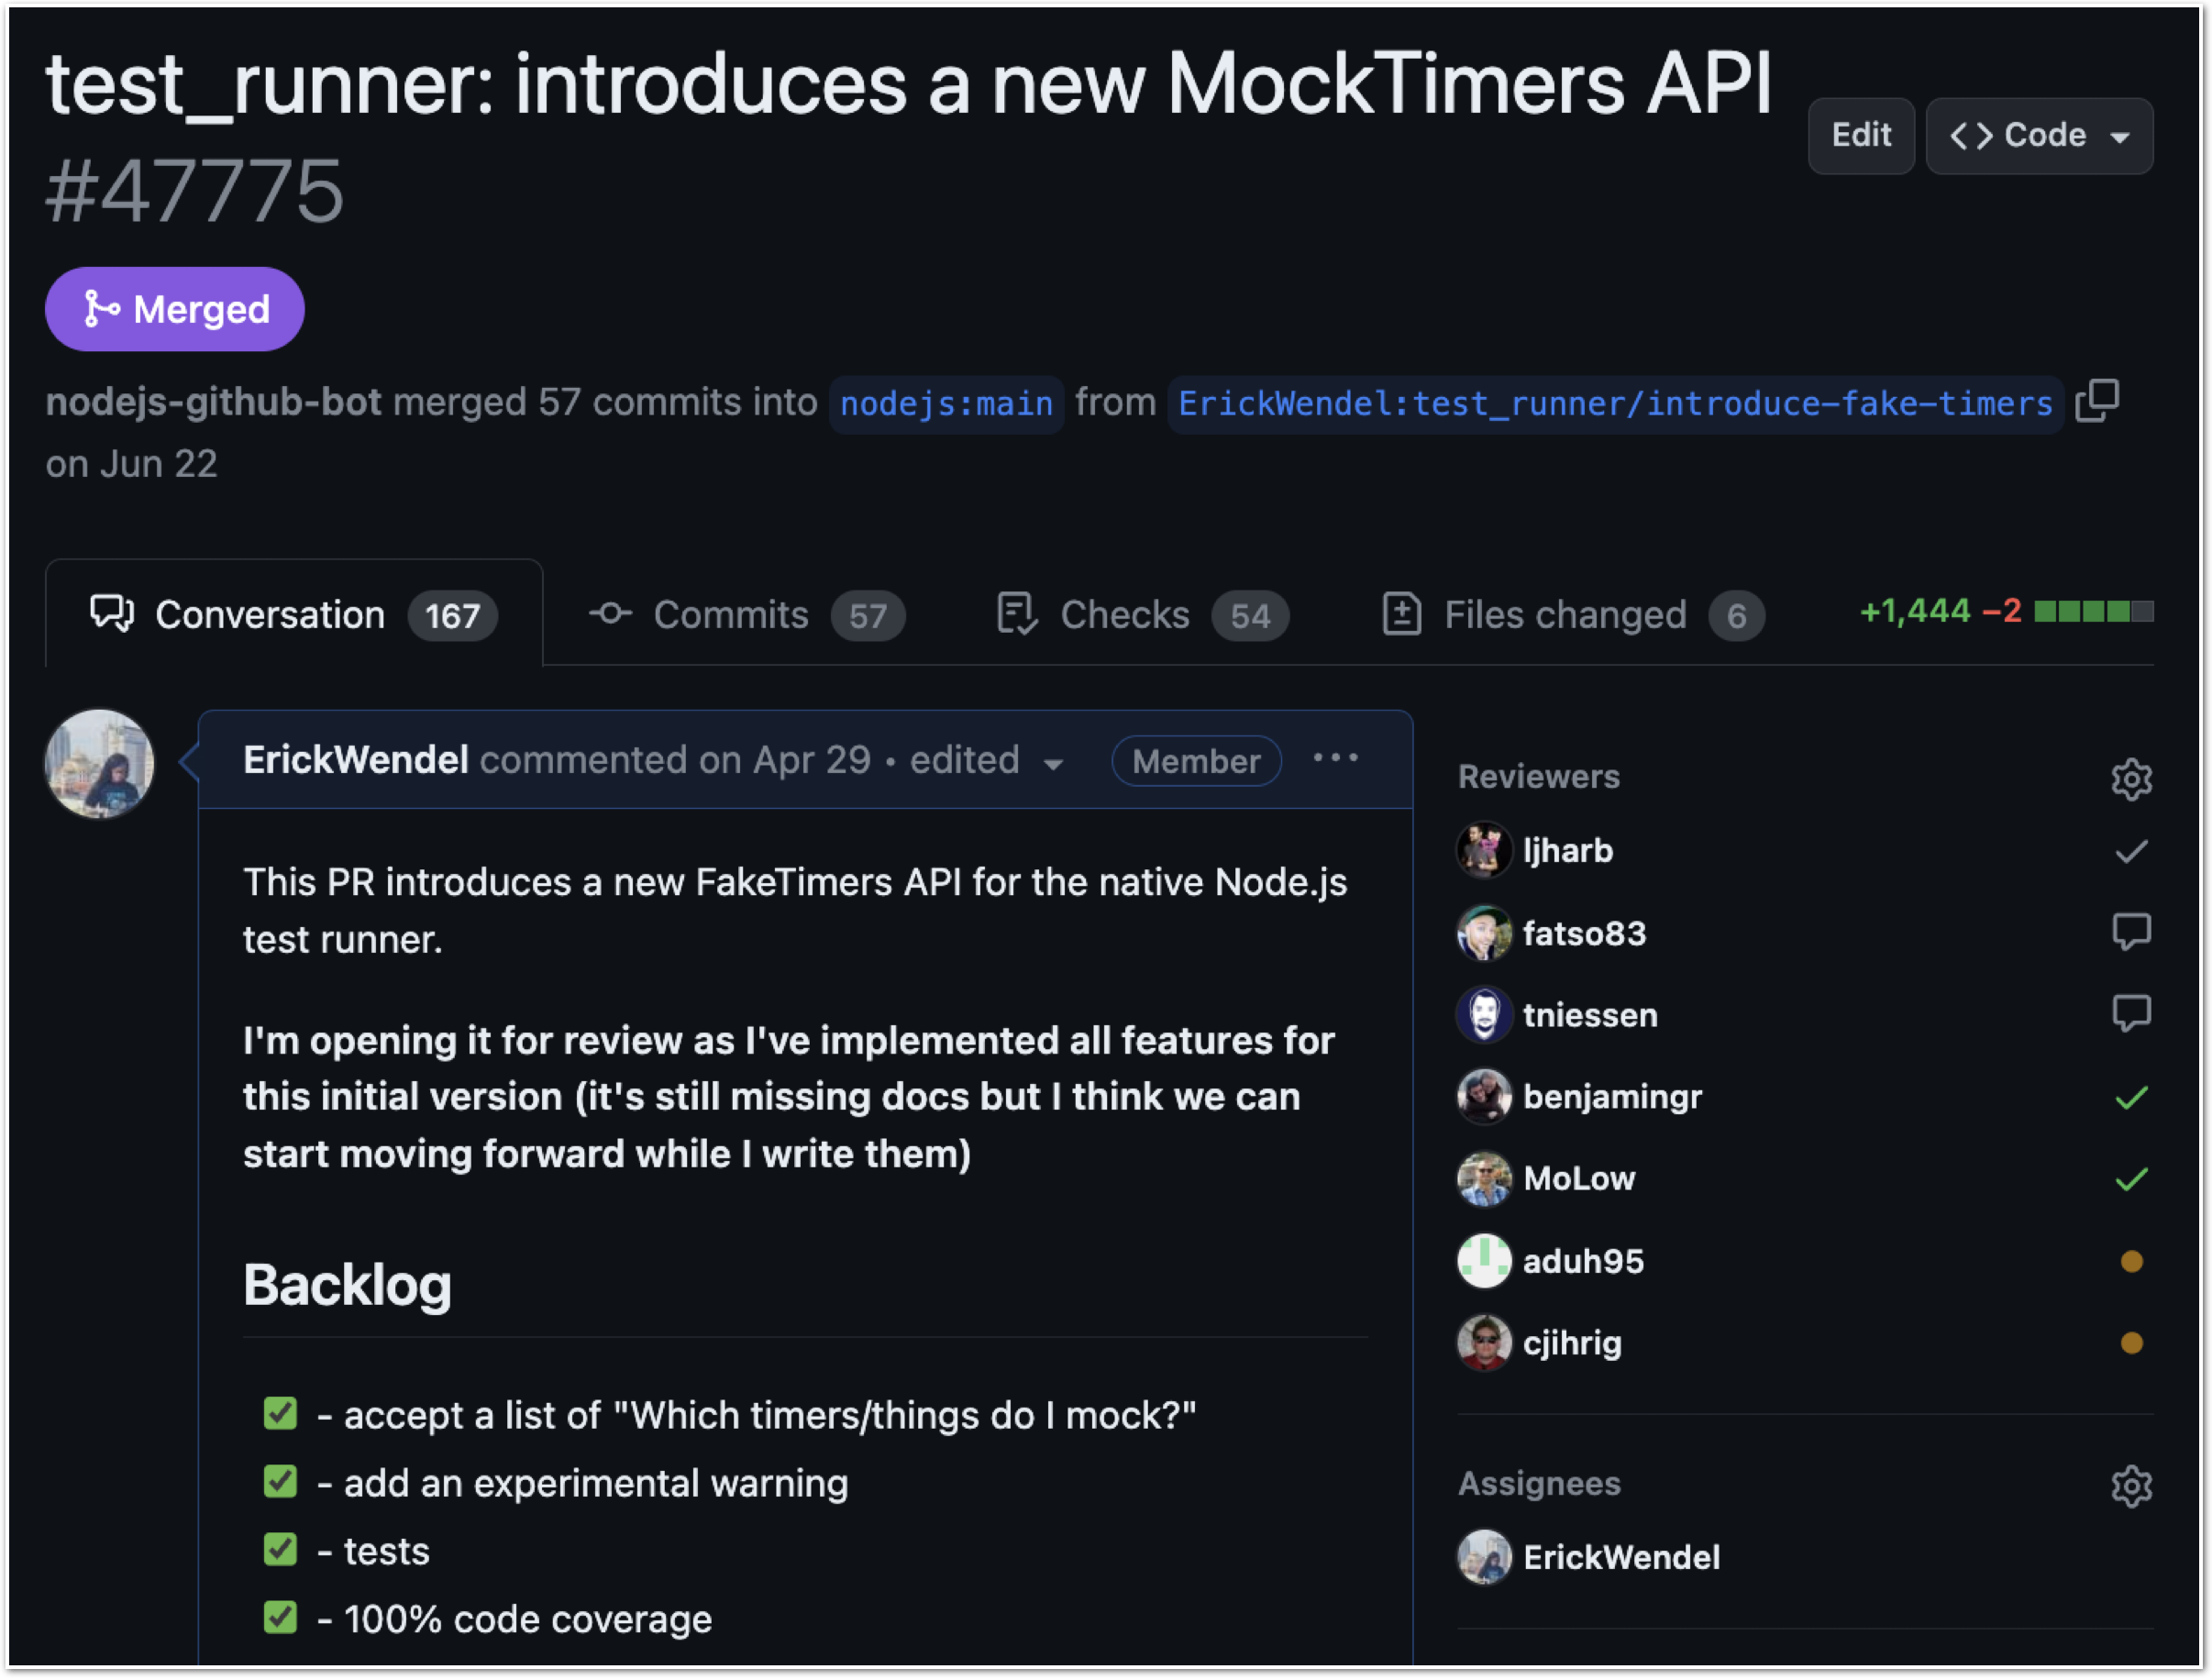 test_runner: introduces a new MockTimers API
#47775
Edit
<> Code
Merged
nodejs-github-bot merged 57 commits into nodejs:main from ErickWendel:test_runner/introduce-fake-timers
on Jun 22
Conversation 167
Commits 57
Checks 54
Files changed 6
+1,444 −2
ErickWendel commented on Apr 29 • edited
Member
This PR introduces a new FakeTimers API for the native Node.js
test runner.
I'm opening it for review as I've implemented all features for
this initial version (it's still missing docs but I think we can
start moving forward while I write them)
Backlog
- accept a list of "Which timers/things do I mock?"
- add an experimental warning
- tests
- 100% code coverage
Reviewers
ljharb
fatso83
tniessen
benjamingr
MoLow
aduh95
cjihrig
Assignees
ErickWendel